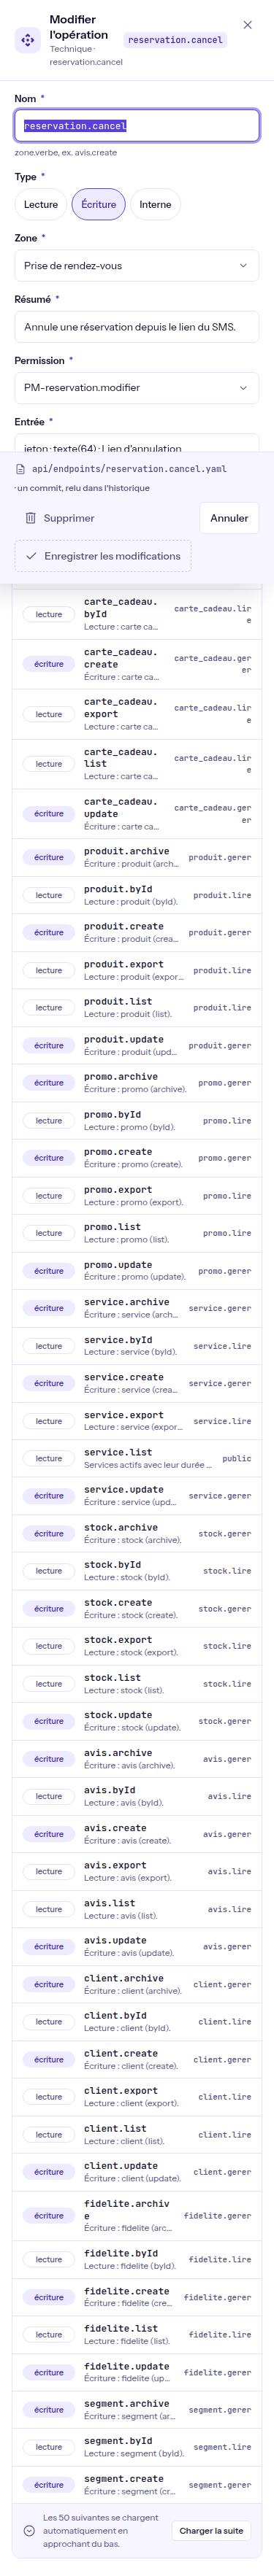 Modifier
l'opération
Technique ·
reservation.cancel
reservation.cancel
Nom *
reservation.cancel
zone.verbe, ex. avis.create
Type *
Lecture
Écriture
Interne
Zone *
Prise de rendez-vous
Résumé *
Annule une réservation depuis le lien du SMS.
Permission *
PM-reservation.modifier
Entrée *
jeton · texte(64) · Lien d'annulation
api/endpoints/reservation.cancel.yaml
· un commit, relu dans l'historique
Supprimer
Annuler
Enregistrer les modifications
lecture
carte_cadeau.
byId
Lecture : carte ca...
carte_cadeau.lir
e
écriture
carte_cadeau.
create
Écriture : carte ca...
carte_cadeau.ger
er
lecture
carte_cadeau.
export
Lecture : carte ca...
carte_cadeau.lir
e
lecture
carte_cadeau.
list
Lecture : carte ca...
carte_cadeau.lir
e
écriture
carte_cadeau.
update
Écriture : carte ca...
carte_cadeau.ger
er
écriture
produit.archive
Écriture : produit (arch...
produit.gerer
lecture
produit.byId
Lecture : produit (byId).
produit.lire
écriture
produit.create
Écriture : produit (crea...
produit.gerer
lecture
produit.export
Lecture : produit (expor...
produit.lire
lecture
produit.list
Lecture : produit (list).
produit.lire
écriture
produit.update
Écriture : produit (upd...
produit.gerer
écriture
promo.archive
Écriture : promo (archive).
promo.gerer
lecture
promo.byId
Lecture : promo (byId).
promo.lire
écriture
promo.create
Écriture : promo (create).
promo.gerer
lecture
promo.export
Lecture : promo (export).
promo.lire
lecture
promo.list
Lecture : promo (list).
promo.lire
écriture
promo.update
Écriture : promo (update).
promo.gerer
écriture
service.archive
Écriture : service (arch...
service.gerer
lecture
service.byId
Lecture : service (byId).
service.lire
écriture
service.create
Écriture : service (crea...
service.gerer
lecture
service.export
Lecture : service (expor...
service.lire
lecture
service.list
Services actifs avec leur durée ...
public
écriture
service.update
Écriture : service (upd...
service.gerer
écriture
stock.archive
Écriture : stock (archive).
stock.gerer
lecture
stock.byId
Lecture : stock (byId).
stock.lire
écriture
stock.create
Écriture : stock (create).
stock.gerer
lecture
stock.export
Lecture : stock (export).
stock.lire
lecture
stock.list
Lecture : stock (list).
stock.lire
écriture
stock.update
Écriture : stock (update).
stock.gerer
écriture
avis.archive
Écriture : avis (archive).
avis.gerer
lecture
avis.byId
Lecture : avis (byId).
avis.lire
écriture
avis.create
Écriture : avis (create).
avis.gerer
lecture
avis.export
Lecture : avis (export).
avis.lire
lecture
avis.list
Lecture : avis (list).
avis.lire
écriture
avis.update
Écriture : avis (update).
avis.gerer
écriture
client.archive
Écriture : client (archive).
client.gerer
lecture
client.byId
Lecture : client (byId).
client.lire
écriture
client.create
Écriture : client (create).
client.gerer
lecture
client.export
Lecture : client (export).
client.lire
lecture
client.list
Lecture : client (list).
client.lire
écriture
client.update
Écriture : client (update).
client.gerer
écriture
fidelite.archiv
e
Écriture : fidelite (arc...
fidelite.gerer
lecture
fidelite.byId
Lecture : fidelite (byId).
fidelite.lire
écriture
fidelite.create
Écriture : fidelite (cre...
fidelite.gerer
lecture
fidelite.list
Lecture : fidelite (list).
fidelite.lire
écriture
fidelite.update
Écriture : fidelite (up...
fidelite.gerer
écriture
segment.archive
Écriture : segment (ar...
segment.gerer
lecture
segment.byId
Lecture : segment (byId).
segment.lire
écriture
segment.create
Écriture : segment (cr...
segment.gerer
Les 50 suivantes se chargent
automatiquement en
approchant du bas.
Charger la suite